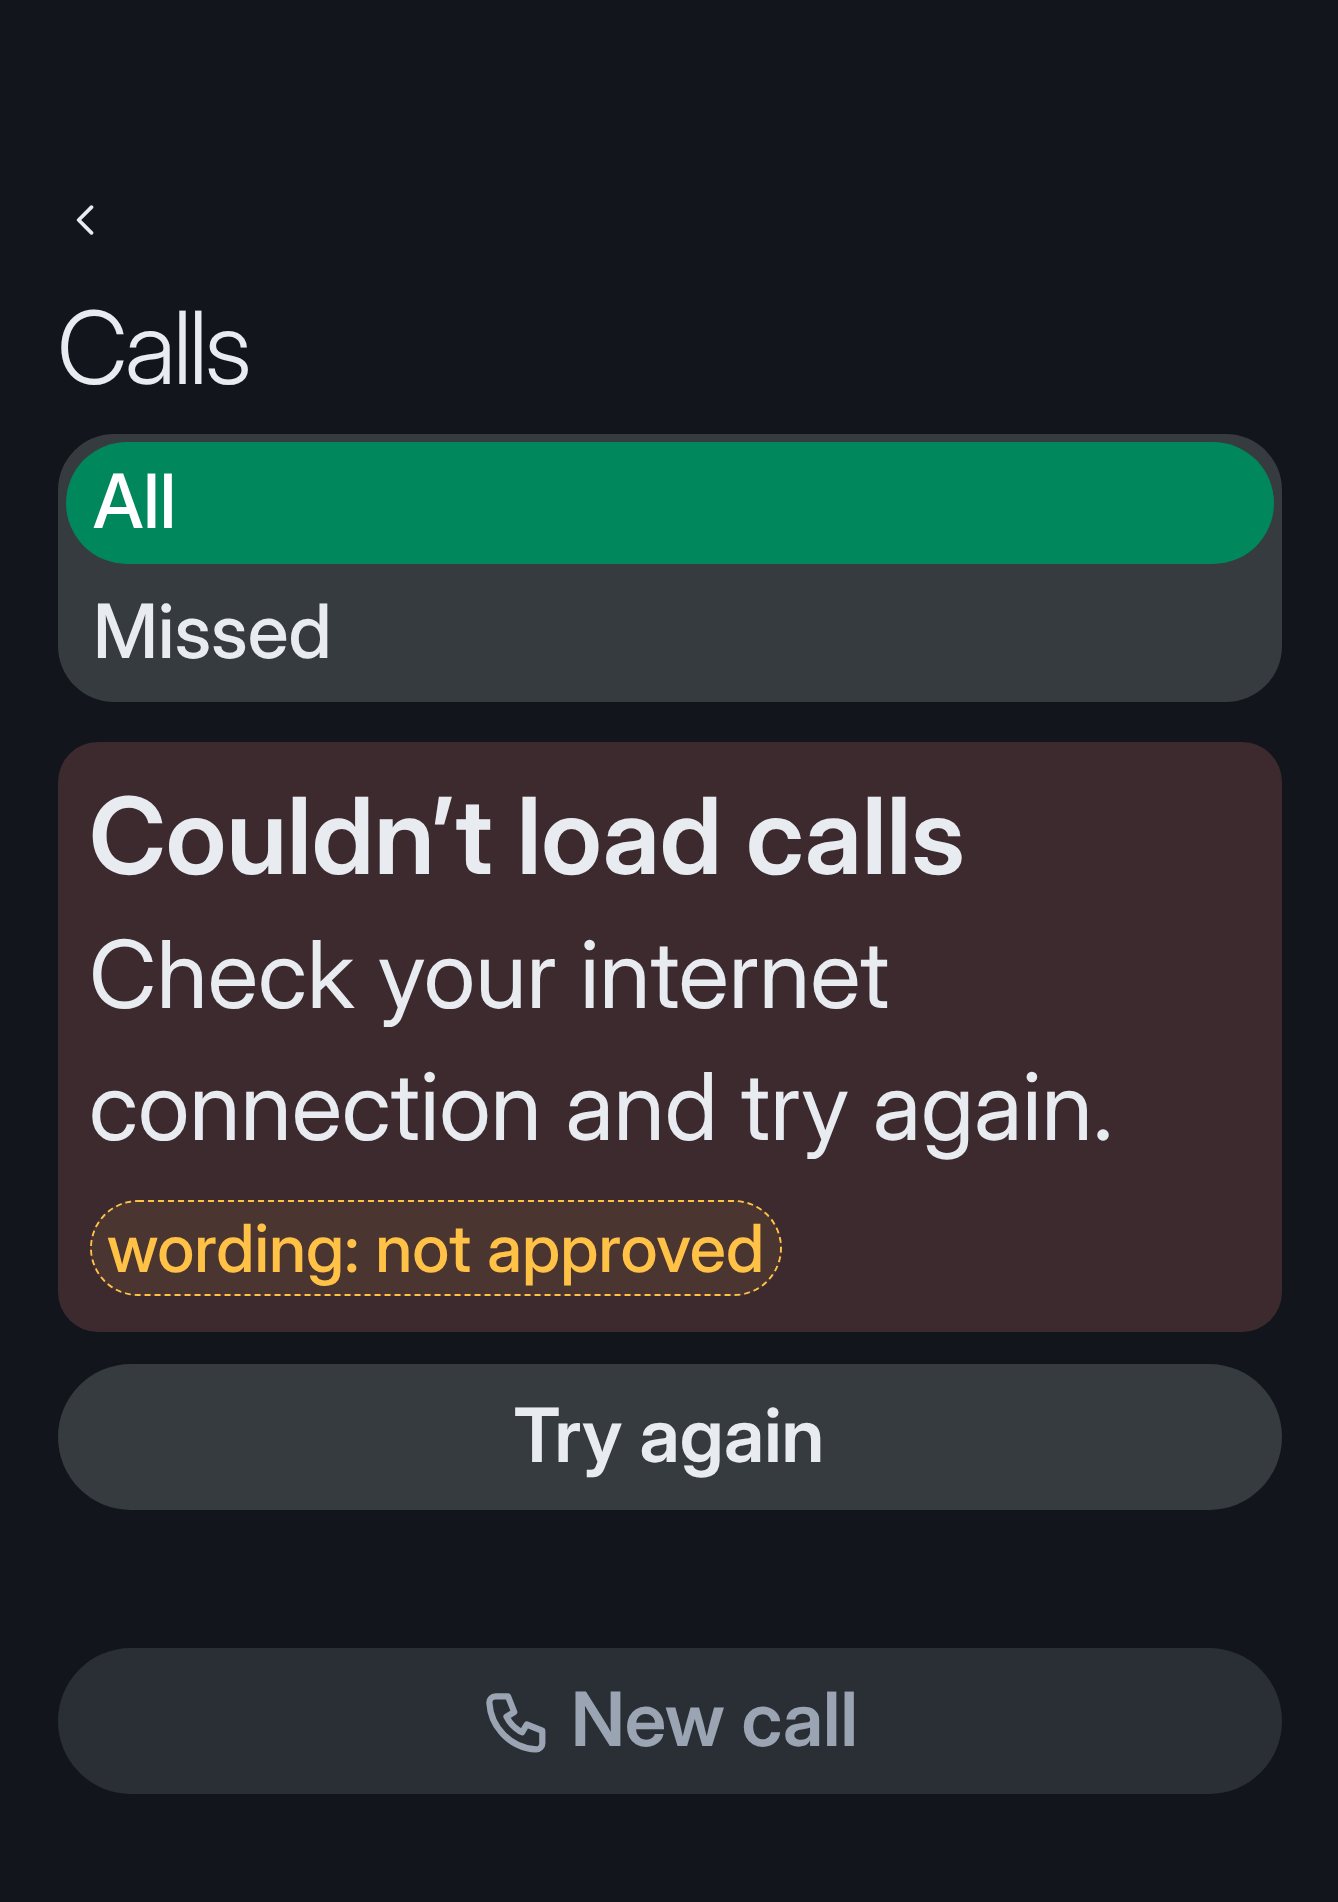 Calls
All
Missed
Couldn’t load calls
Check your internet
connection and try again.
wording: not approved
Try again
New call